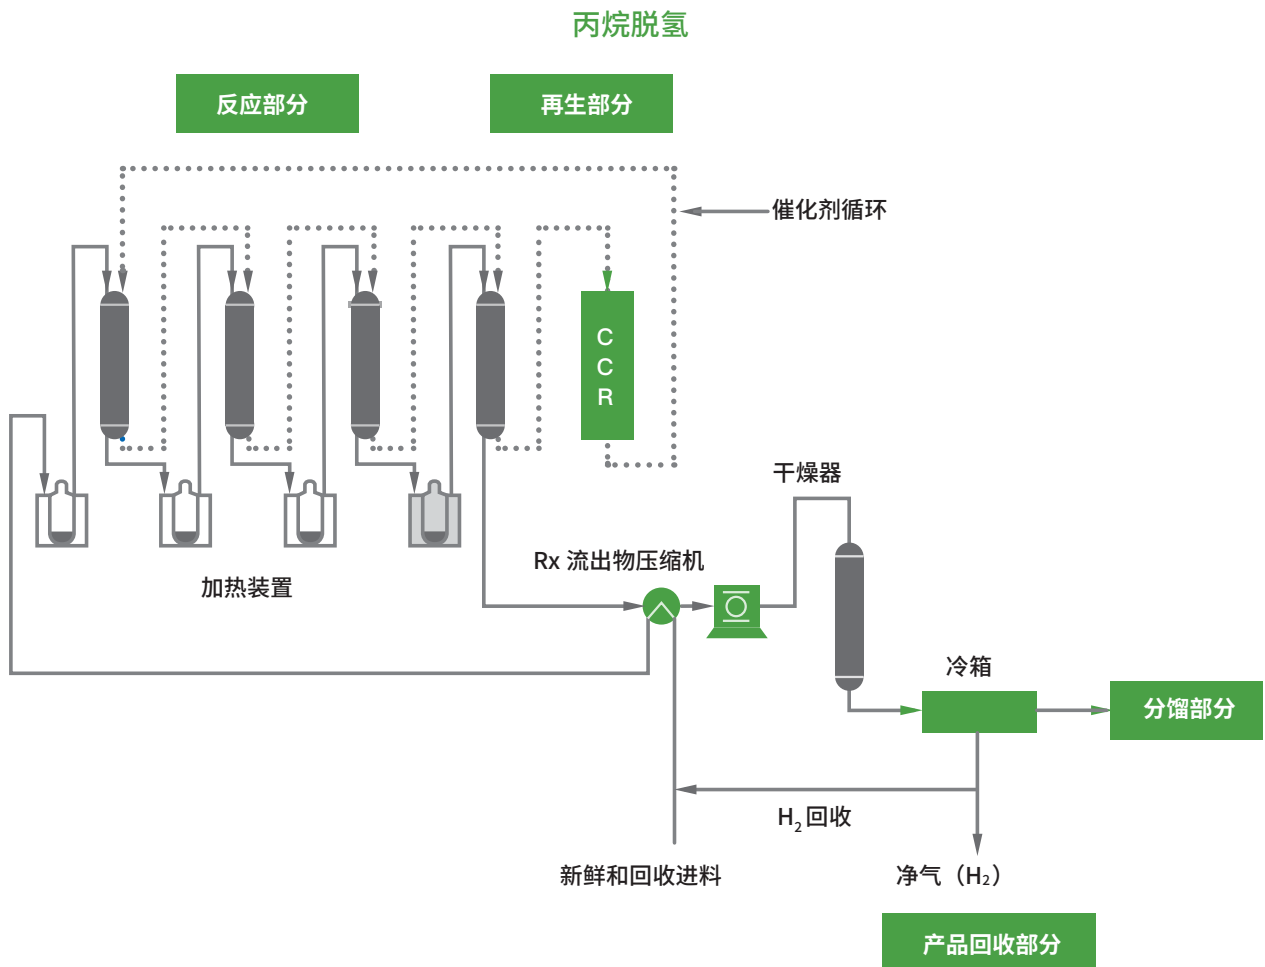 丙烷脱氢
反应部分
再生部分
催化剂循环
C
C
R
干燥器
Rx 流出物压缩机
加热装置
冷箱
分馏部分
H₂回收
新鲜和回收进料
净气（H₂）
产品回收部分